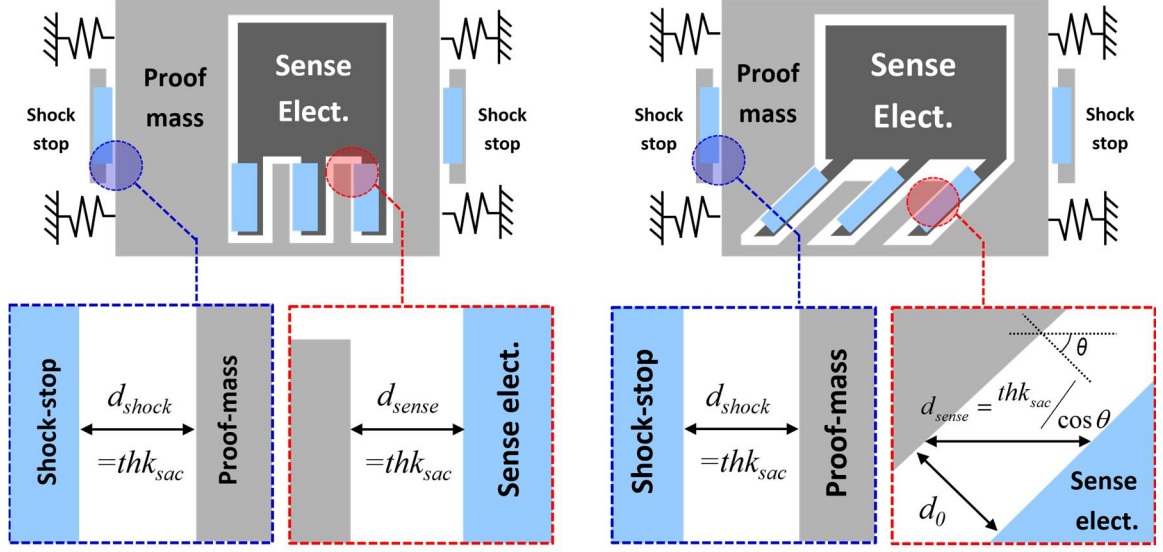 Proof
mass
Sense
Elect.
Shock
stop
Shock
stop
Shock-stop
d_shock
=thk_sac
Proof-mass
d_sense
=thk_sac
Sense elect.
Proof
mass
Sense
Elect.
Shock
stop
Shock
stop
Shock-stop
d_shock
=thk_sac
Proof-mass
θ
d_sense = thk_sac / cos θ
d_0
Sense
elect.